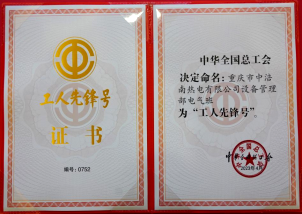 工人先锋号
证书
编号:0752
中华全国总工会
决定命名:重庆市中涪
南热电有限公司设备管理
部电气班
为“工人先锋号”